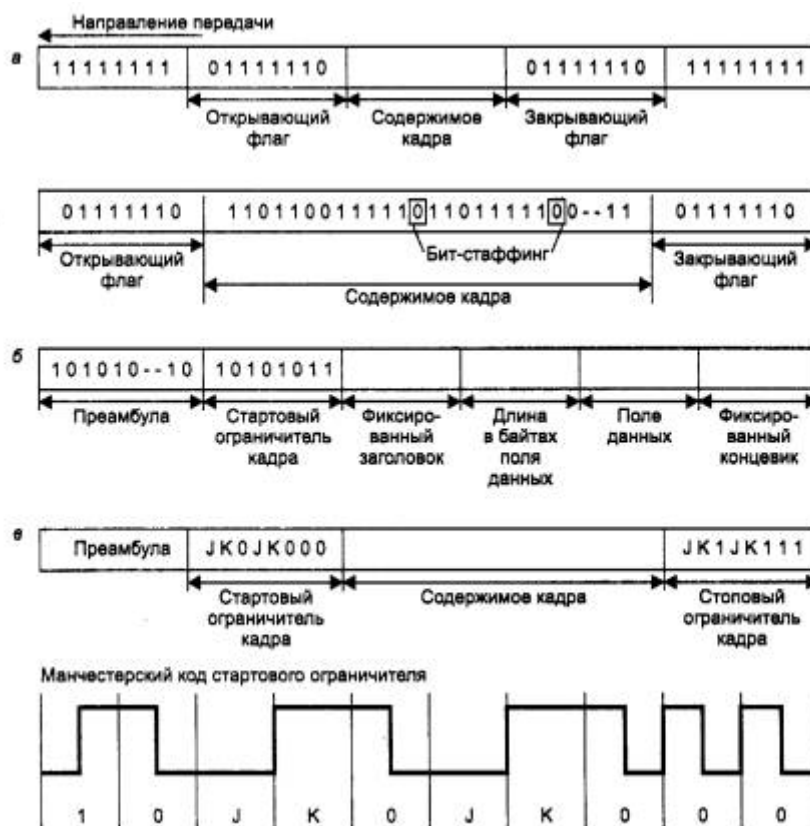 Направление передачи
а 11111111 01111110 01111110 11111111
Открывающий флаг Содержимое кадра Закрывающий флаг
01111110 11011001111101101111100--11 01111110
Открывающий флаг Бит-стаффинг Закрывающий флаг
Содержимое кадра
б 101010--10 10101011
Преамбула Стартовый ограничитель кадра Фиксиро-ванный заголовок Длина в байтах поля данных Поле данных Фиксиро-ванный концевик
в Преамбула JK0JK000 JK1JK111
Стартовый ограничитель кадра Содержимое кадра Стоповый ограничитель кадра
Манчестерский код стартового ограничителя
1 0 J K 0 J K 0 0 0